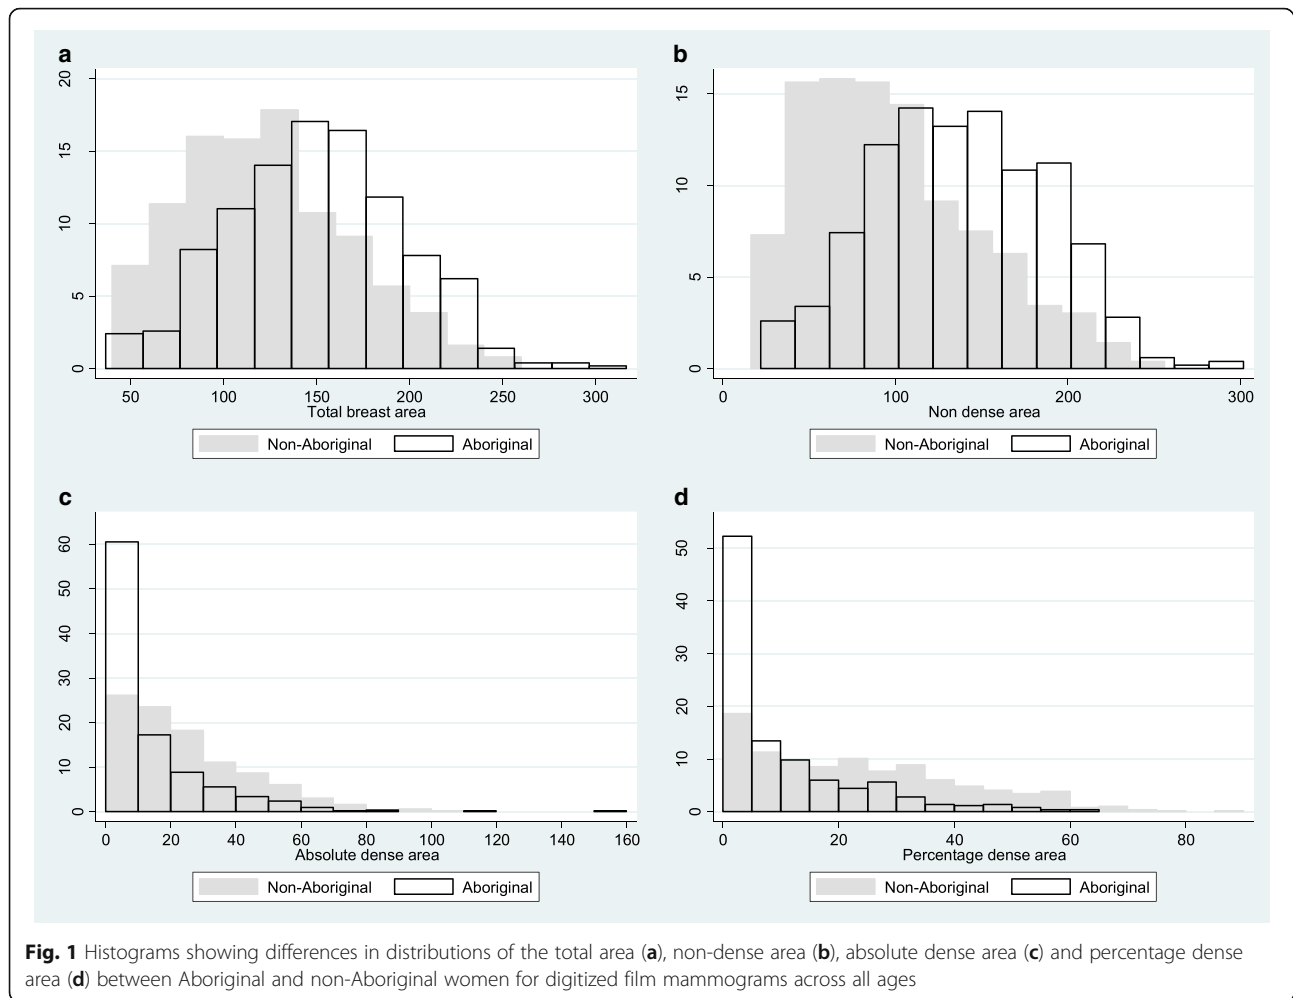 a
20
15
10
5
0
50 100 150 200 250 300
Total breast area
Non-Aboriginal Aboriginal
b
15
10
5
0
0 100 200 300
Non dense area
Non-Aboriginal Aboriginal
c
60
50
40
30
20
10
0
0 20 40 60 80 100 120 140 160
Absolute dense area
Non-Aboriginal Aboriginal
d
50
40
30
20
10
0
0 20 40 60 80
Percentage dense area
Non-Aboriginal Aboriginal
Fig. 1 Histograms showing differences in distributions of the total area (a), non-dense area (b), absolute dense area (c) and percentage dense
area (d) between Aboriginal and non-Aboriginal women for digitized film mammograms across all ages